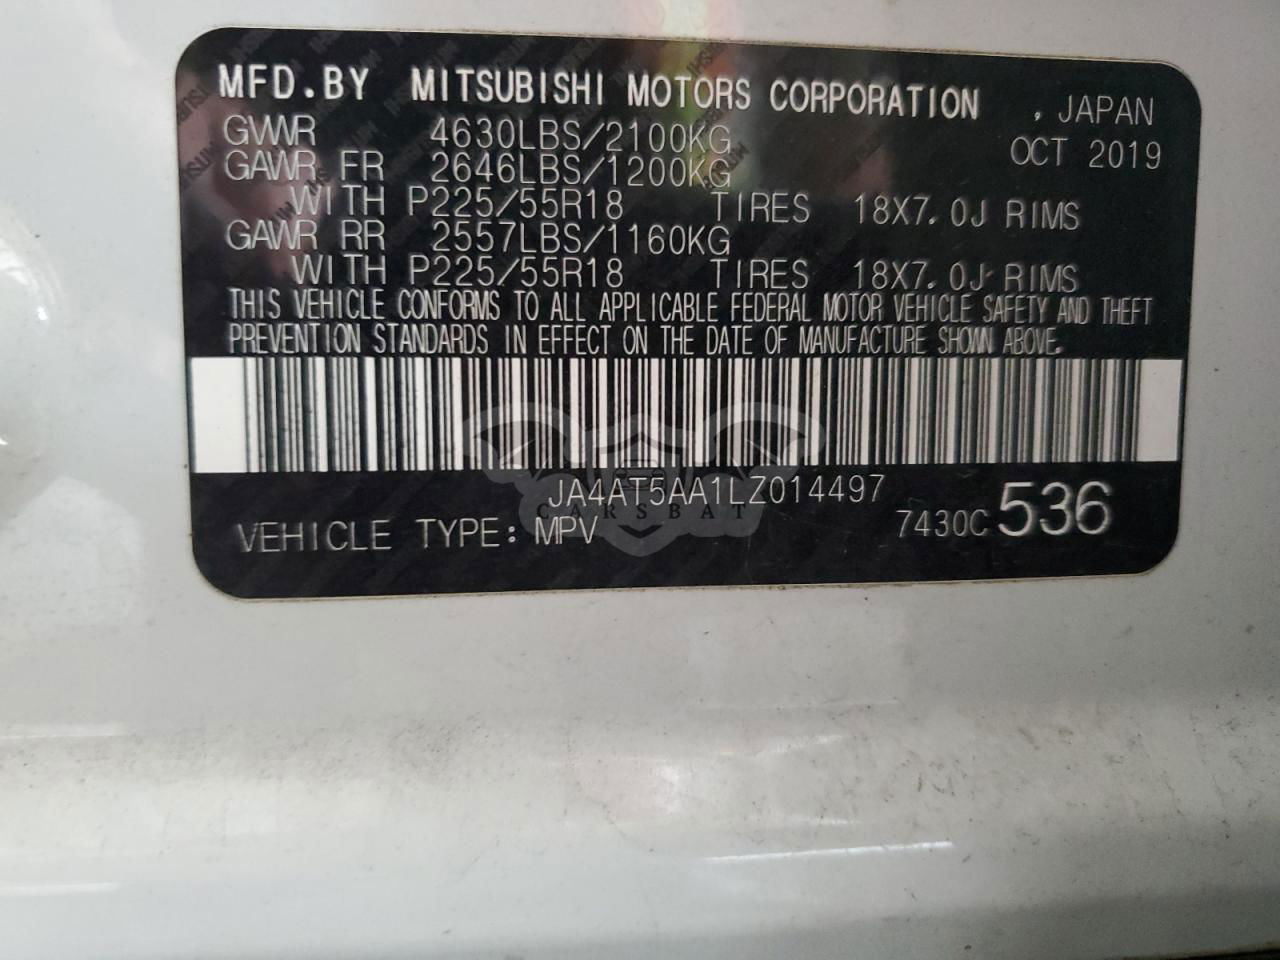 MFD.BY MITSUBISHI MOTORS CORPORATION , JAPAN
GVWR 4630LBS/2100KG OCT 2019
GAWR FR 2646LBS/1200KG
WITH P225/55R18 TIRES 18X7.0J RIMS
GAWR RR 2557LBS/1160KG
WITH P225/55R18 TIRES 18X7.0J RIMS
THIS VEHICLE CONFORMS TO ALL APPLICABLE FEDERAL MOTOR VEHICLE SAFETY AND THEFT
PREVENTION STANDARDS IN EFFECT ON THE DATE OF MANUFACTURE SHOWN ABOVE.
JA4AT5AA1LZ014497
CARSBAT
VEHICLE TYPE: MPV 7430C 536